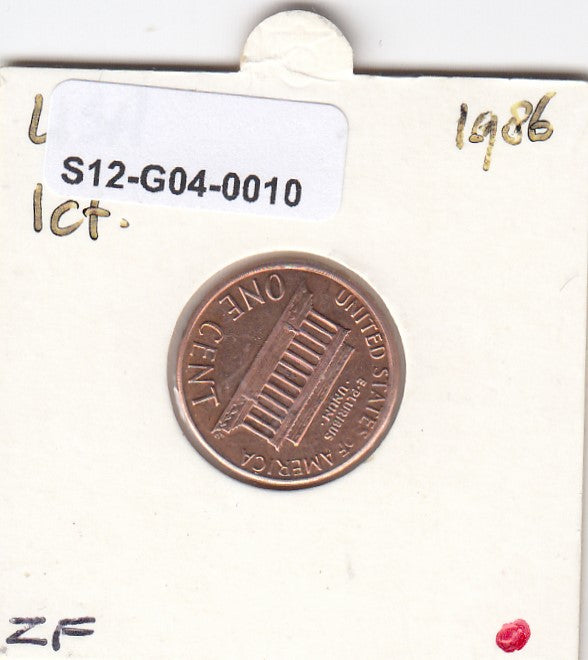 1986
S12-G04-0010
1ct.
UNITED STATES OF AMERICA
E·PLURIBUS
·UNUM·
ONE CENT
ZF